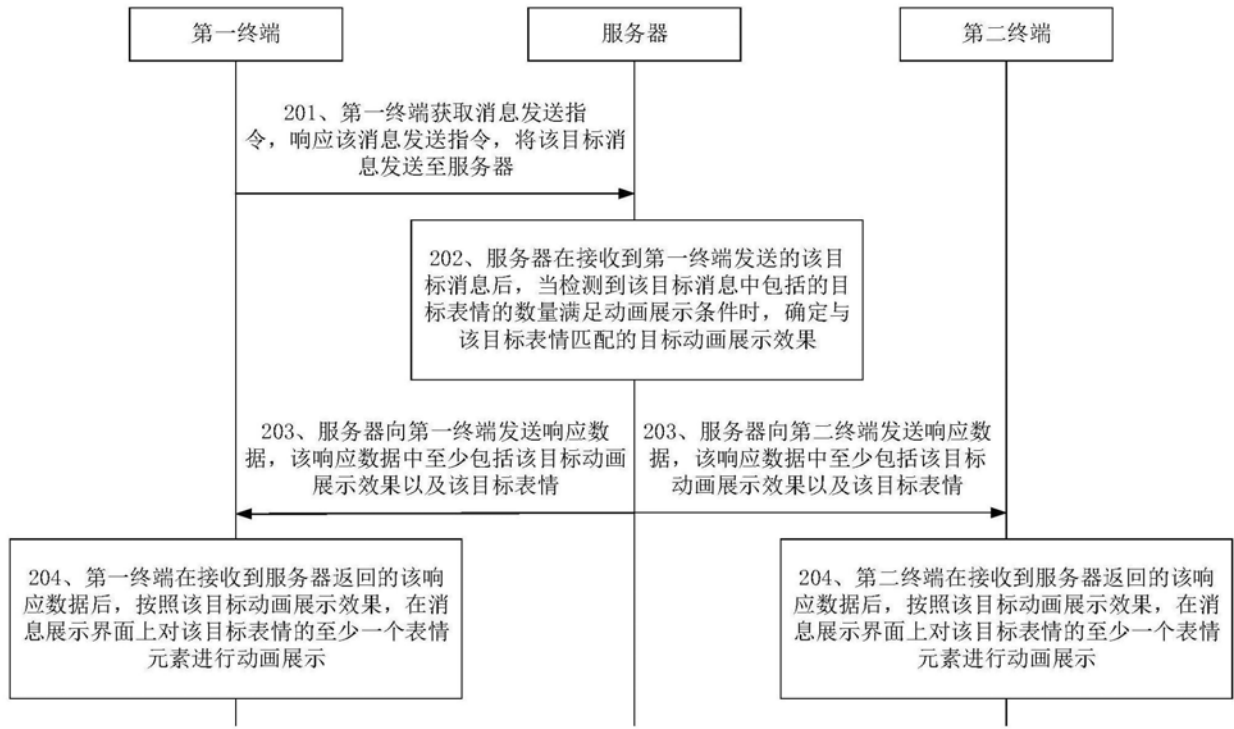 第一终端
服务器
第二终端
201、第一终端获取消息发送指
令，响应该消息发送指令，将该目标消
息发送至服务器
202、服务器在接收到第一终端发送的该目
标消息后，当检测到该目标消息中包括的目
标表情的数量满足动画展示条件时，确定与
该目标表情匹配的目标动画展示效果
203、服务器向第一终端发送响应数
据，该响应数据中至少包括该目标动画
展示效果以及该目标表情
203、服务器向第二终端发送响应数
据，该响应数据中至少包括该目标
动画展示效果以及该目标表情
204、第一终端在接收到服务器返回的该响
应数据后，按照该目标动画展示效果，在消
息展示界面上对该目标表情的至少一个表情
元素进行动画展示
204、第二终端在接收到服务器返回的该响
应数据后，按照该目标动画展示效果，在消
息展示界面上对该目标表情的至少一个表情
元素进行动画展示